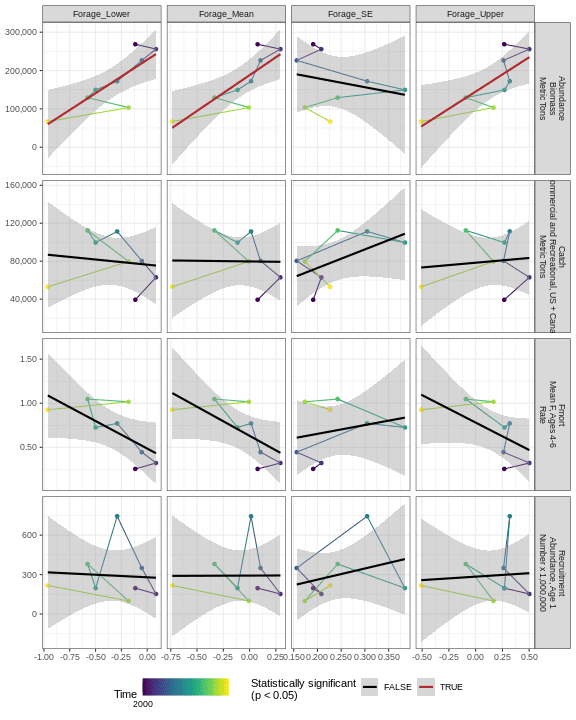 Forage_Lower Forage_Mean Forage_SE Forage_Upper
300,000
200,000
100,000
0
Abundance
Biomass
Metric Tons
160,000
120,000
80,000
40,000
Catch
ommercial and Recreational, US + Cana
Metric Tons
1.50
1.00
0.50
Fmort
Mean F, Ages 4-6
Rate
600
300
0
Recruitment
Abundance, Age 1
Number x 1,000,000
-1.00 -0.75 -0.50 -0.25 0.00 -0.75 -0.50 -0.25 0.00 0.25 0.150 0.200 0.250 0.300 0.350 -0.50 -0.25 0.00 0.25 0.50
Time
2000
Statistically significant
(p < 0.05)
FALSE TRUE